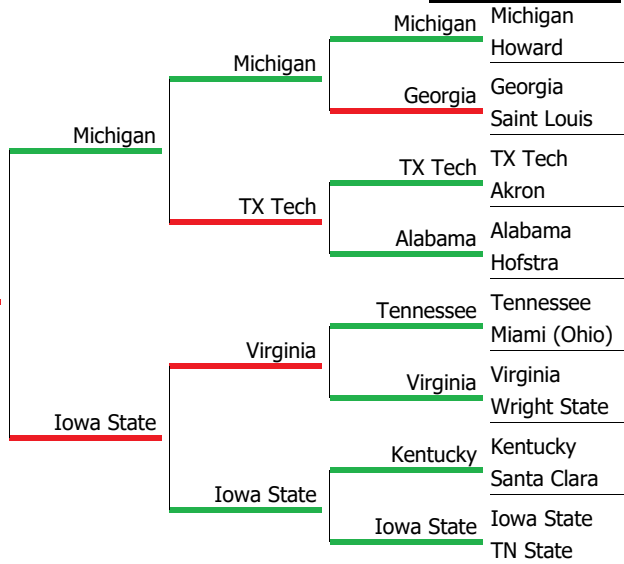 Michigan
Michigan
Howard
Michigan
Georgia
Georgia
Saint Louis
Michigan
TX Tech
TX Tech
Akron
TX Tech
Alabama
Alabama
Hofstra
Tennessee
Tennessee
Miami (Ohio)
Virginia
Virginia
Virginia
Wright State
Iowa State
Kentucky
Kentucky
Santa Clara
Iowa State
Iowa State
Iowa State
TN State